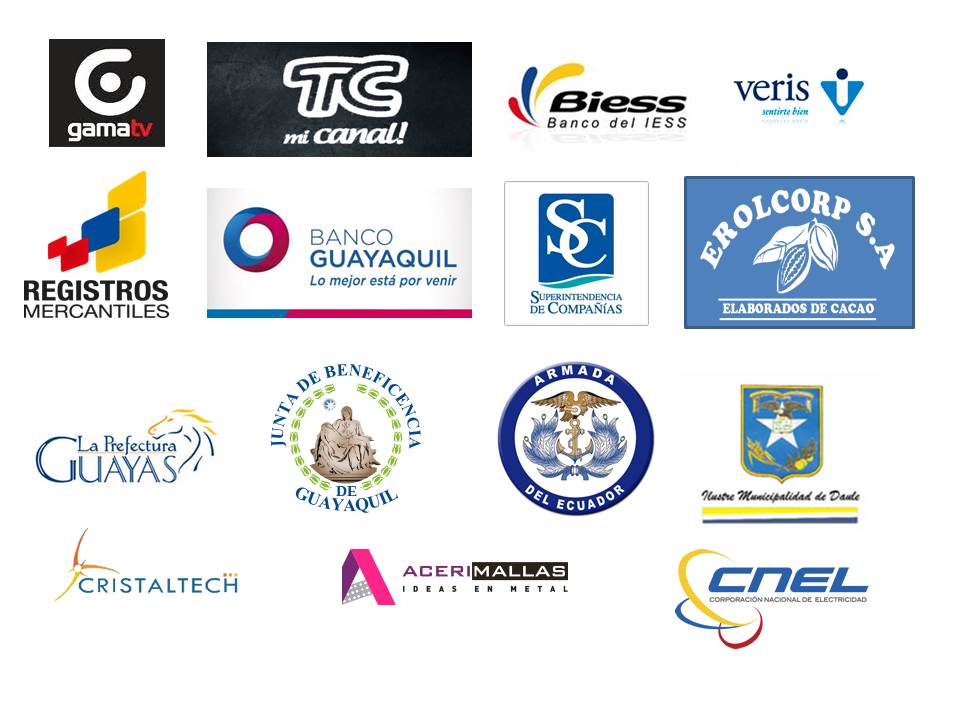 gamatv
TC
mi canal!
Biess
Banco del IESS
veris
sentirte bien
REGISTROS
MERCANTILES
BANCO
GUAYAQUIL
Lo mejor está por venir
SC
SUPERINTENDENCIA
DE COMPAÑÍAS
EROLCORP S.A
ELABORADOS DE CACAO
La Prefectura
GUAYAS
JUNTA DE BENEFICENCIA
DE
GUAYAQUIL
ARMADA
DEL ECUADOR
Ilustre Municipalidad de Daule
CRISTALTECH
ACERIMALLAS
IDEAS EN METAL
CNEL
CORPORACIÓN NACIONAL DE ELECTRICIDAD